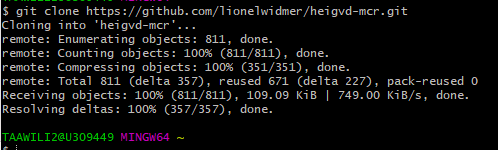 $ git clone https://github.com/lionelwidmer/heigvd-mcr.git
Cloning into 'heigvd-mcr'...
remote: Enumerating objects: 811, done.
remote: Counting objects: 100% (811/811), done.
remote: Compressing objects: 100% (351/351), done.
remote: Total 811 (delta 357), reused 671 (delta 227), pack-reused 0
Receiving objects: 100% (811/811), 109.09 KiB | 749.00 KiB/s, done.
Resolving deltas: 100% (357/357), done.
TAAWILI2@U309449 MINGW64 ~
$